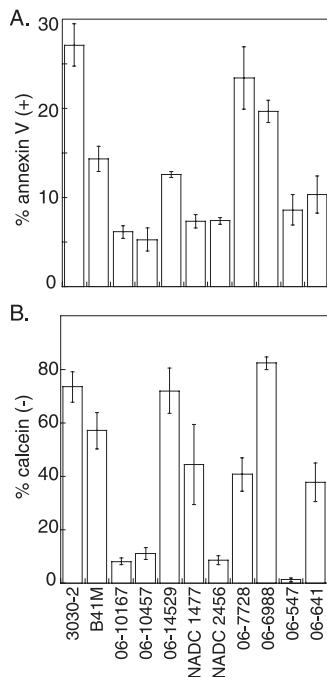 A.
% annexin V (+)
30
20
10
0
B.
% calcein (-)
80
60
40
20
0
3030-2
B41M
06-10167
06-10457
06-14529
NADC 1477
NADC 2456
06-7728
06-6988
06-547
06-641